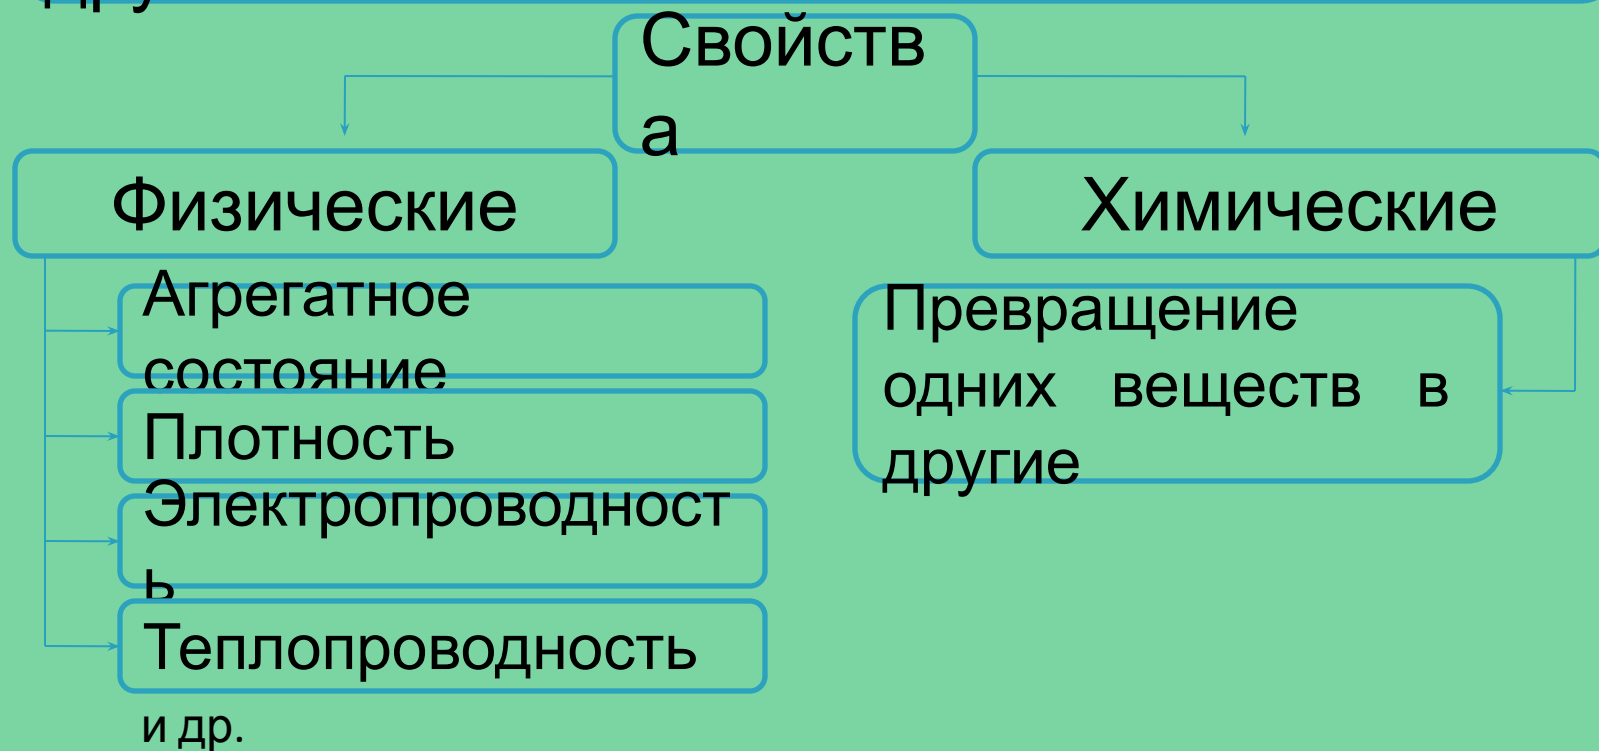 Свойств
а
Физические
Химические
Агрегатное
состояние
Плотность
Электропроводност
ь
Теплопроводность
и др.
Превращение
одних веществ в
другие